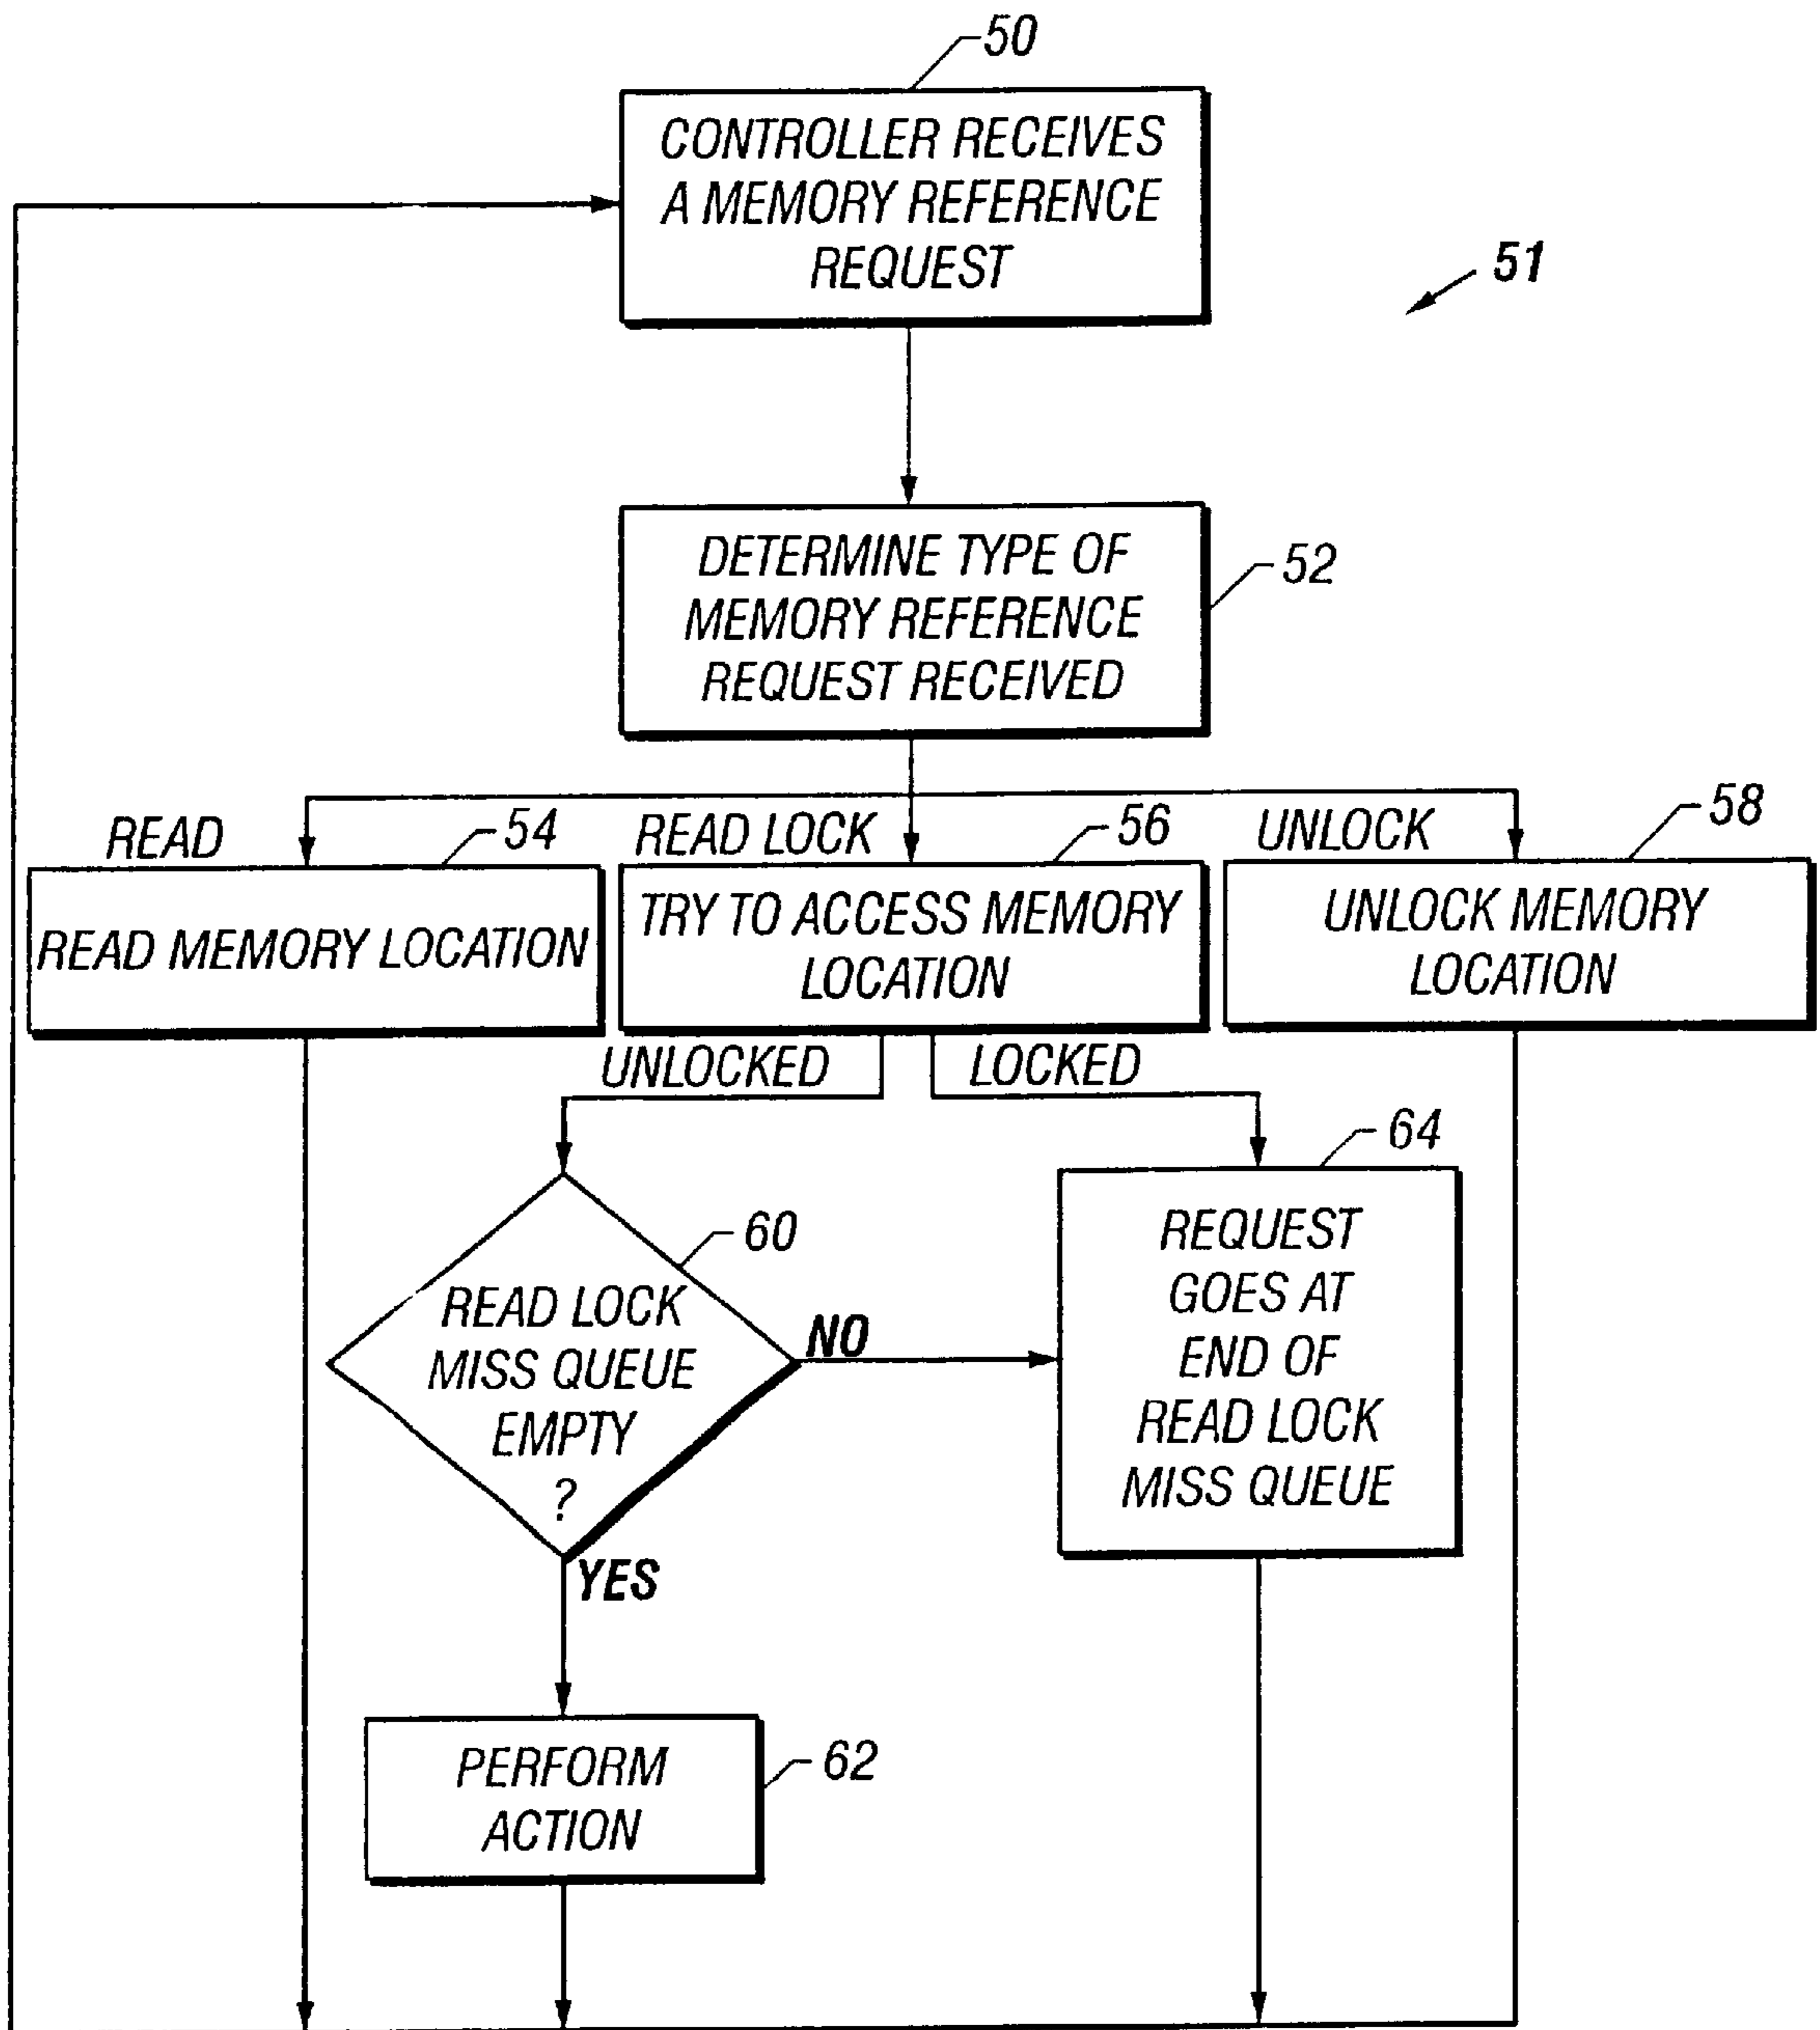 50
CONTROLLER RECEIVES
A MEMORY REFERENCE
REQUEST
51
DETERMINE TYPE OF
MEMORY REFERENCE
REQUEST RECEIVED
52
READ
54
READ LOCK
56
UNLOCK
58
READ MEMORY LOCATION
TRY TO ACCESS MEMORY
LOCATION
UNLOCK MEMORY
LOCATION
UNLOCKED
LOCKED
60
READ LOCK
MISS QUEUE
EMPTY
?
NO
YES
64
REQUEST
GOES AT
END OF
READ LOCK
MISS QUEUE
PERFORM
ACTION
62